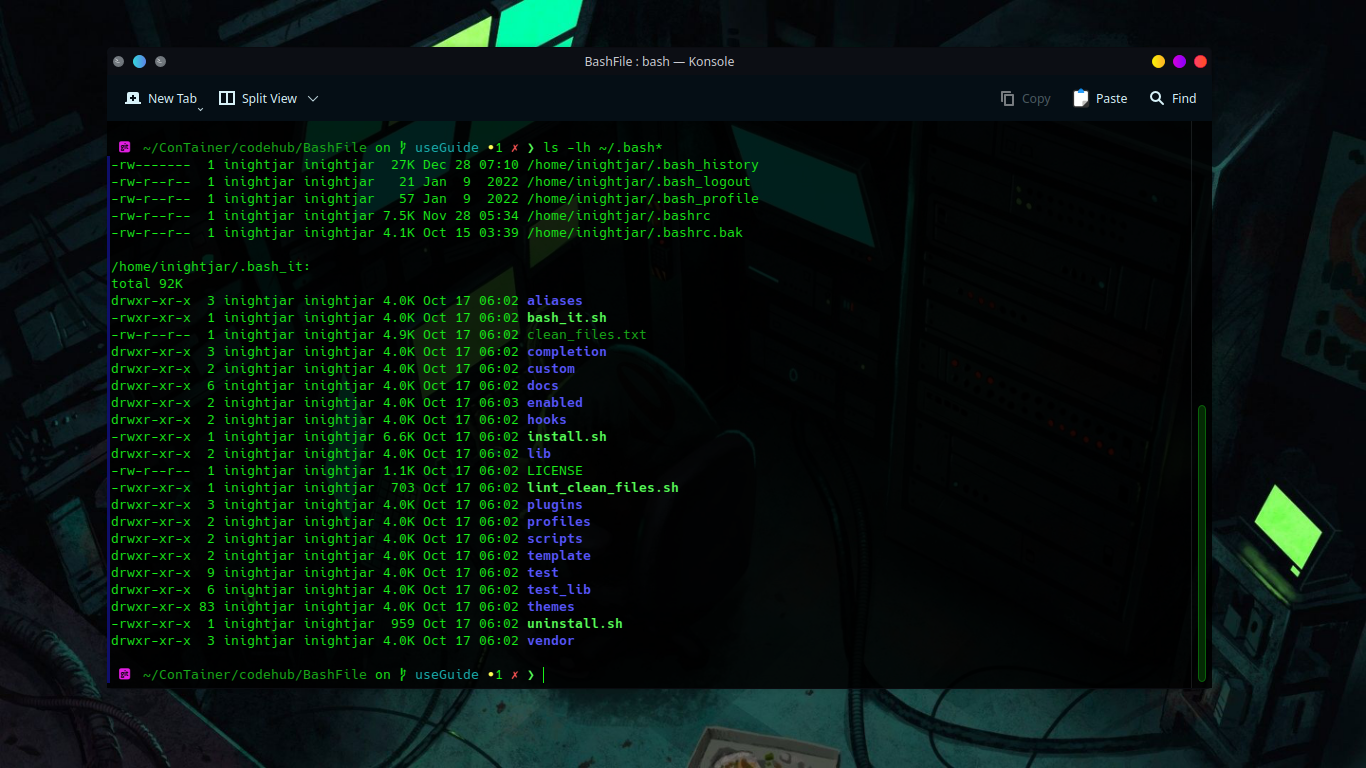 BashFile : bash — Konsole
New Tab Split View Copy Paste Find
~/ConTainer/codehub/BashFile on useGuide •1 ✗ ❯ ls -lh ~/.bash*
-rw------- 1 inightjar inightjar 27K Dec 28 07:10 /home/inightjar/.bash_history
-rw-r--r-- 1 inightjar inightjar 21 Jan 9 2022 /home/inightjar/.bash_logout
-rw-r--r-- 1 inightjar inightjar 57 Jan 9 2022 /home/inightjar/.bash_profile
-rw-r--r-- 1 inightjar inightjar 7.5K Nov 28 05:34 /home/inightjar/.bashrc
-rw-r--r-- 1 inightjar inightjar 4.1K Oct 15 03:39 /home/inightjar/.bashrc.bak
/home/inightjar/.bash_it:
total 92K
drwxr-xr-x 3 inightjar inightjar 4.0K Oct 17 06:02 aliases
-rwxr-xr-x 1 inightjar inightjar 4.0K Oct 17 06:02 bash_it.sh
-rw-r--r-- 1 inightjar inightjar 4.9K Oct 17 06:02 clean_files.txt
drwxr-xr-x 3 inightjar inightjar 4.0K Oct 17 06:02 completion
drwxr-xr-x 2 inightjar inightjar 4.0K Oct 17 06:02 custom
drwxr-xr-x 6 inightjar inightjar 4.0K Oct 17 06:02 docs
drwxr-xr-x 2 inightjar inightjar 4.0K Oct 17 06:03 enabled
drwxr-xr-x 2 inightjar inightjar 4.0K Oct 17 06:02 hooks
-rwxr-xr-x 1 inightjar inightjar 6.6K Oct 17 06:02 install.sh
drwxr-xr-x 2 inightjar inightjar 4.0K Oct 17 06:02 lib
-rw-r--r-- 1 inightjar inightjar 1.1K Oct 17 06:02 LICENSE
-rwxr-xr-x 1 inightjar inightjar 703 Oct 17 06:02 lint_clean_files.sh
drwxr-xr-x 3 inightjar inightjar 4.0K Oct 17 06:02 plugins
drwxr-xr-x 2 inightjar inightjar 4.0K Oct 17 06:02 profiles
drwxr-xr-x 2 inightjar inightjar 4.0K Oct 17 06:02 scripts
drwxr-xr-x 2 inightjar inightjar 4.0K Oct 17 06:02 template
drwxr-xr-x 9 inightjar inightjar 4.0K Oct 17 06:02 test
drwxr-xr-x 6 inightjar inightjar 4.0K Oct 17 06:02 test_lib
drwxr-xr-x 83 inightjar inightjar 4.0K Oct 17 06:02 themes
-rwxr-xr-x 1 inightjar inightjar 959 Oct 17 06:02 uninstall.sh
drwxr-xr-x 3 inightjar inightjar 4.0K Oct 17 06:02 vendor
~/ConTainer/codehub/BashFile on useGuide •1 ✗ ❯